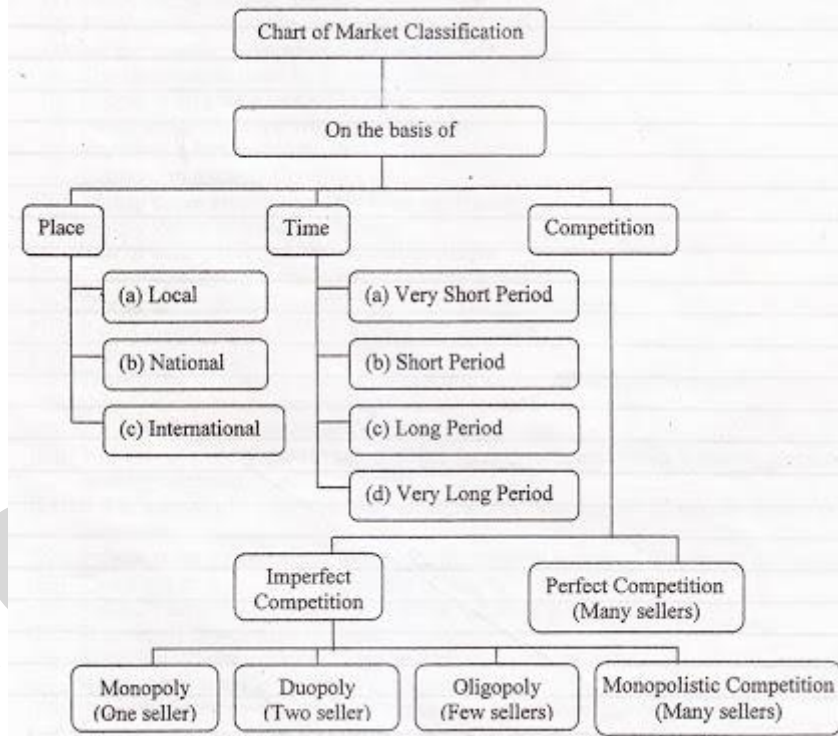 Chart of Market Classification
On the basis of
Place
Time
Competition
(a) Local
(a) Very Short Period
(b) National
(b) Short Period
(c) International
(c) Long Period
(d) Very Long Period
Imperfect
Competition
Perfect Competition
(Many sellers)
Monopoly
(One seller)
Duopoly
(Two seller)
Oligopoly
(Few sellers)
Monopolistic Competition
(Many sellers)